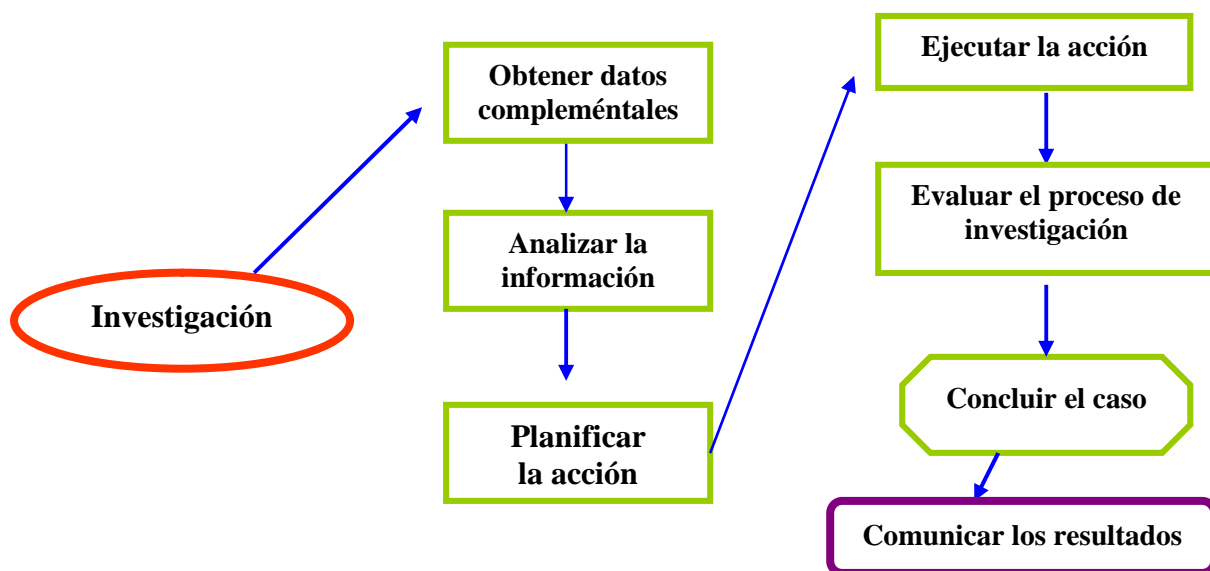 Investigación
Obtener datos
compleméntales
Analizar la
información
Planificar
la acción
Ejecutar la acción
Evaluar el proceso de
investigación
Concluir el caso
Comunicar los resultados